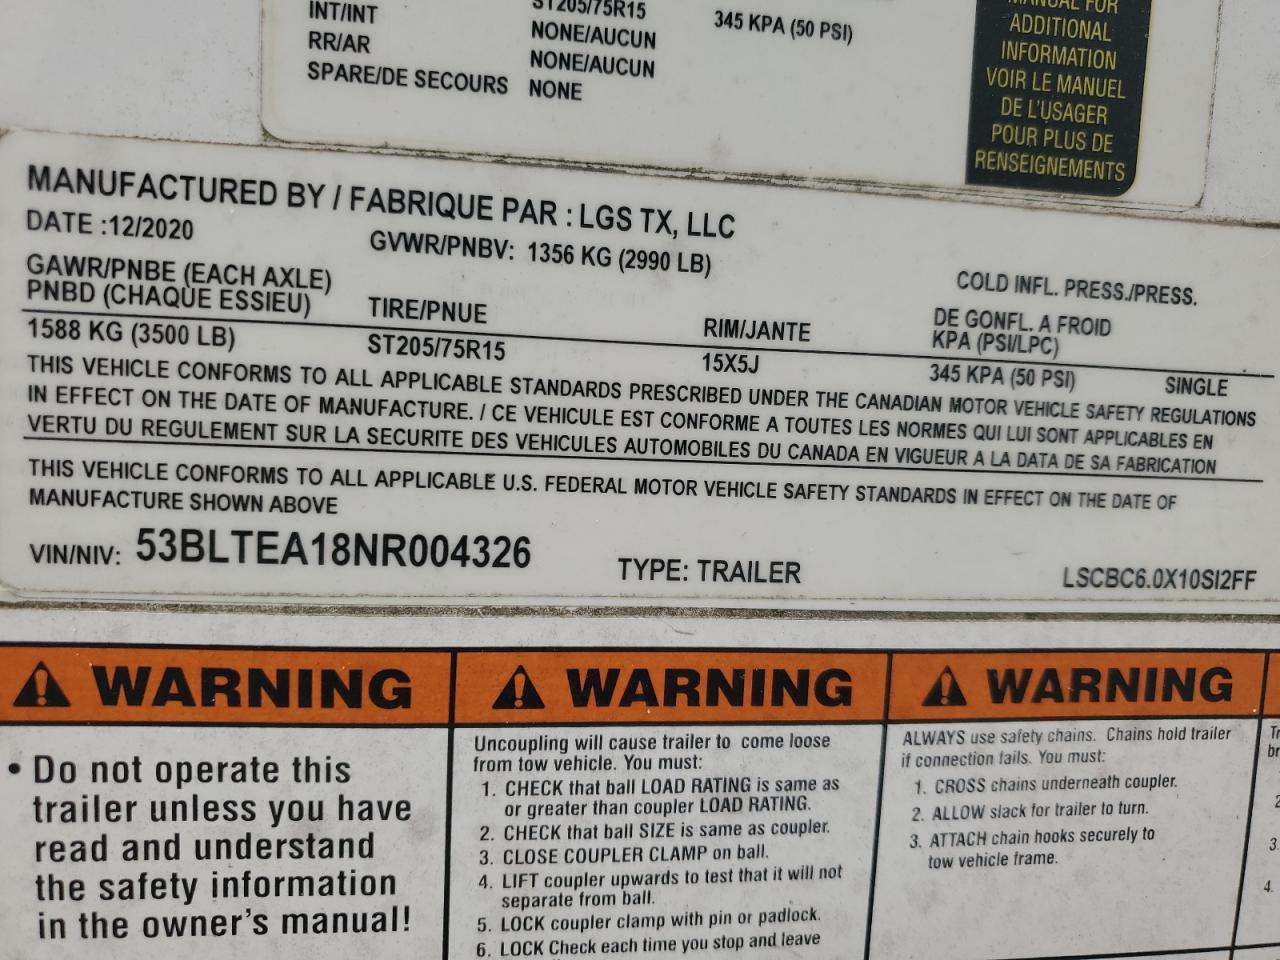 INT/INT ST205/75R15 345 KPA (50 PSI)
RR/AR NONE/AUCUN
NONE/AUCUN
SPARE/DE SECOURS NONE
MANUAL FOR
ADDITIONAL
INFORMATION
VOIR LE MANUEL
DE L'USAGER
POUR PLUS DE
RENSEIGNEMENTS
MANUFACTURED BY / FABRIQUE PAR : LGS TX, LLC
DATE :12/2020 GVWR/PNBV: 1356 KG (2990 LB)
GAWR/PNBE (EACH AXLE) COLD INFL. PRESS./PRESS.
PNBD (CHAQUE ESSIEU) TIRE/PNUE RIM/JANTE DE GONFL. A FROID
KPA (PSI/LPC)
1588 KG (3500 LB) ST205/75R15 15X5J 345 KPA (50 PSI) SINGLE
THIS VEHICLE CONFORMS TO ALL APPLICABLE STANDARDS PRESCRIBED UNDER THE CANADIAN MOTOR VEHICLE SAFETY REGULATIONS
IN EFFECT ON THE DATE OF MANUFACTURE. / CE VEHICULE EST CONFORME A TOUTES LES NORMES QUI LUI SONT APPLICABLES EN
VERTU DU REGULEMENT SUR LA SECURITE DES VEHICULES AUTOMOBILES DU CANADA EN VIGUEUR A LA DATA DE SA FABRICATION
THIS VEHICLE CONFORMS TO ALL APPLICABLE U.S. FEDERAL MOTOR VEHICLE SAFETY STANDARDS IN EFFECT ON THE DATE OF
MANUFACTURE SHOWN ABOVE
VIN/NIV: 53BLTEA18NR004326 TYPE: TRAILER LSCBC6.0X10SI2FF
WARNING
• Do not operate this
trailer unless you have
read and understand
the safety information
in the owner's manual!
WARNING
Uncoupling will cause trailer to come loose
from tow vehicle. You must:
1. CHECK that ball LOAD RATING is same as
or greater than coupler LOAD RATING.
2. CHECK that ball SIZE is same as coupler.
3. CLOSE COUPLER CLAMP on ball.
4. LIFT coupler upwards to test that it will not
separate from ball.
5. LOCK coupler clamp with pin or padlock.
6. LOCK Check each time you stop and leave
WARNING
ALWAYS use safety chains. Chains hold trailer
if connection fails. You must:
1. CROSS chains underneath coupler.
2. ALLOW slack for trailer to turn.
3. ATTACH chain hooks securely to
tow vehicle frame.
2
3.
4.